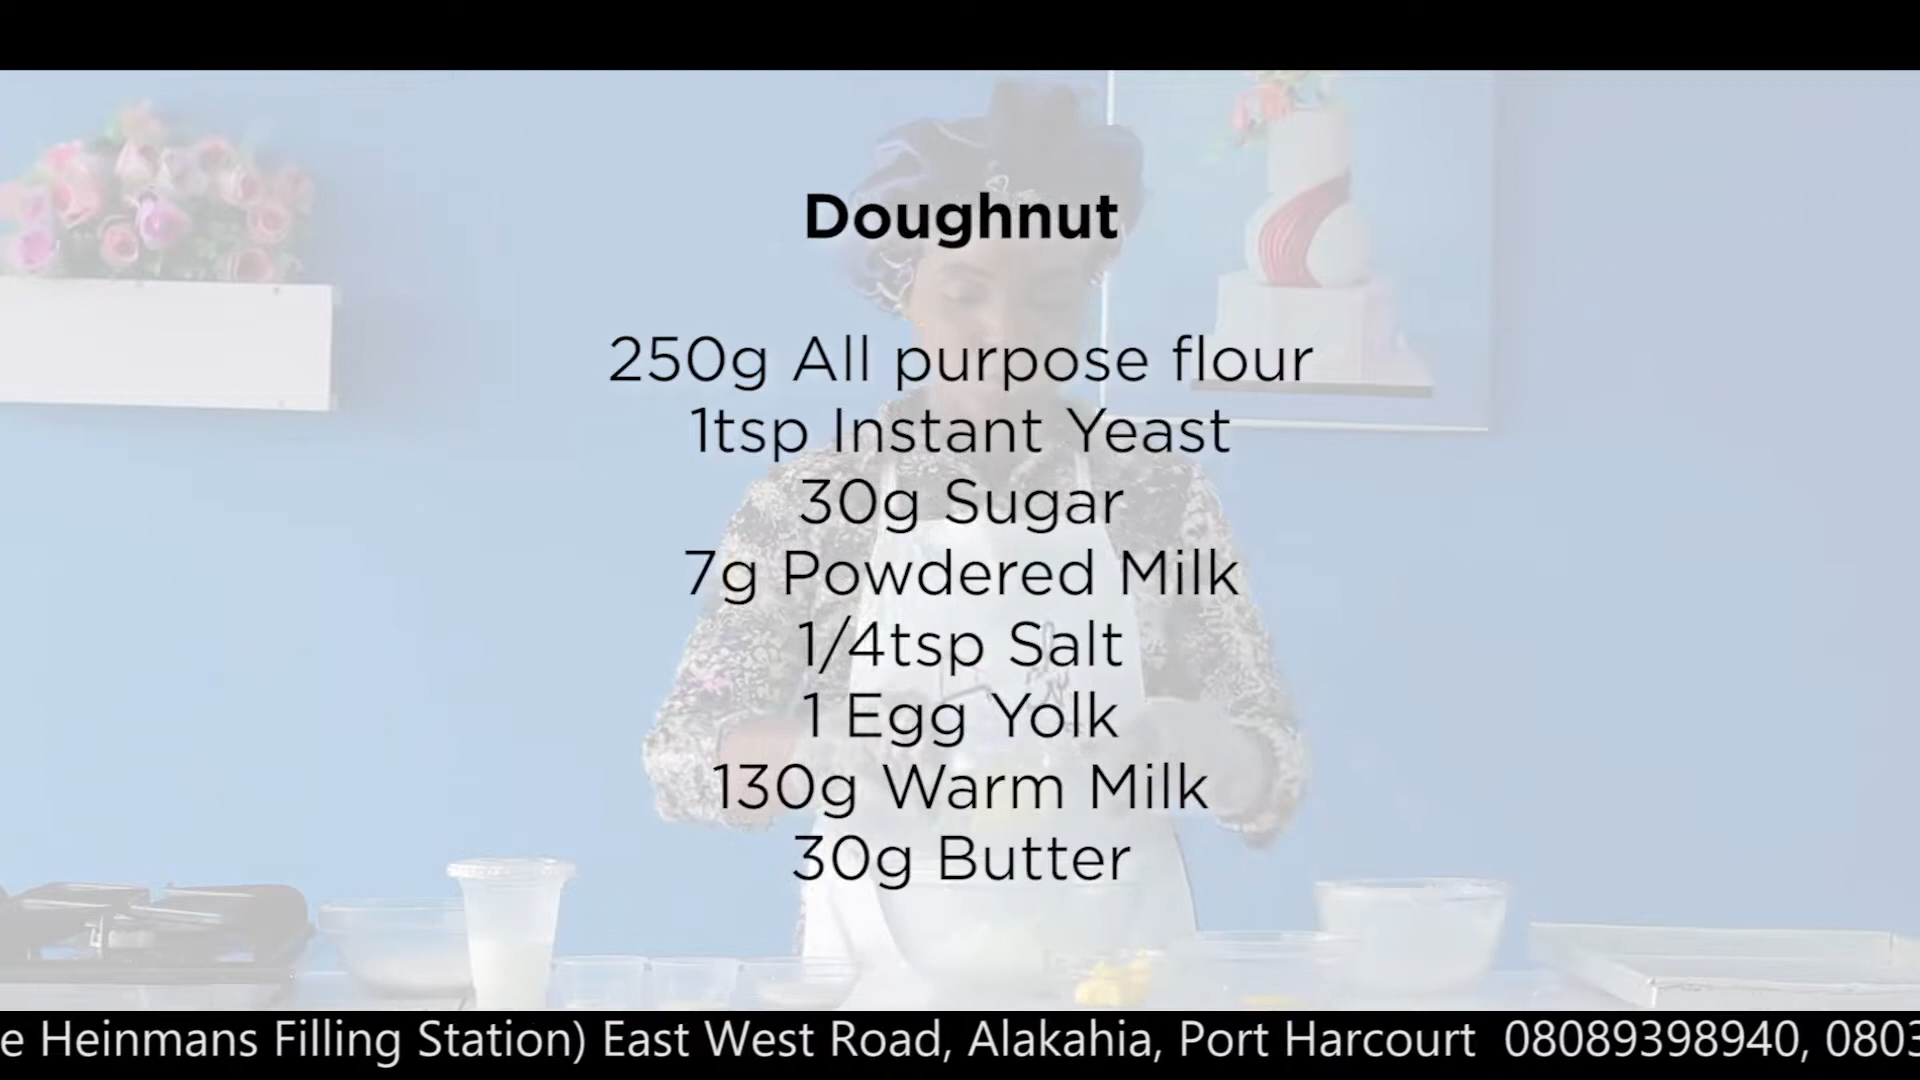 Doughnut
250g All purpose flour
1tsp Instant Yeast
30g Sugar
7g Powdered Milk
1/4tsp Salt
1 Egg Yolk
130g Warm Milk
30g Butter
e Heinmans Filling Station) East West Road, Alakahia, Port Harcourt 08089398940, 0803